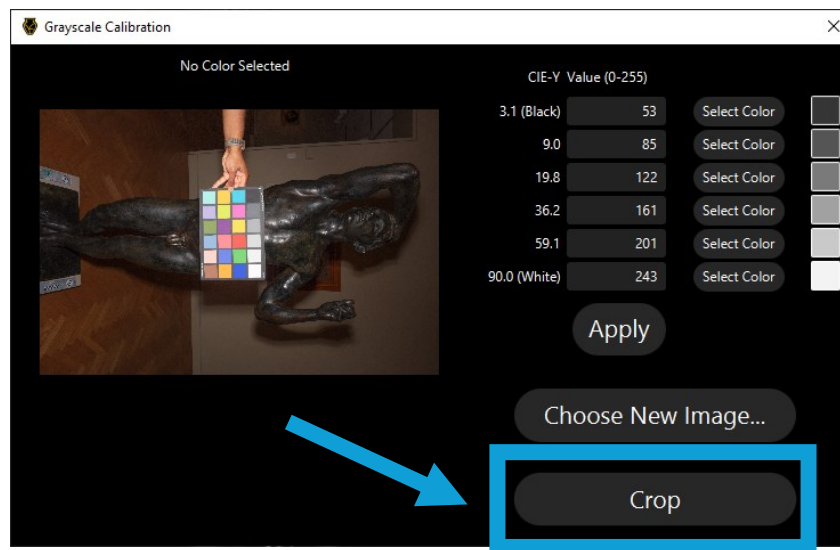 Grayscale Calibration
No Color Selected
CIE-Y Value (0-255)
3.1 (Black) 53 Select Color
9.0 85 Select Color
19.8 122 Select Color
36.2 161 Select Color
59.1 201 Select Color
90.0 (White) 243 Select Color
Apply
Choose New Image...
Crop